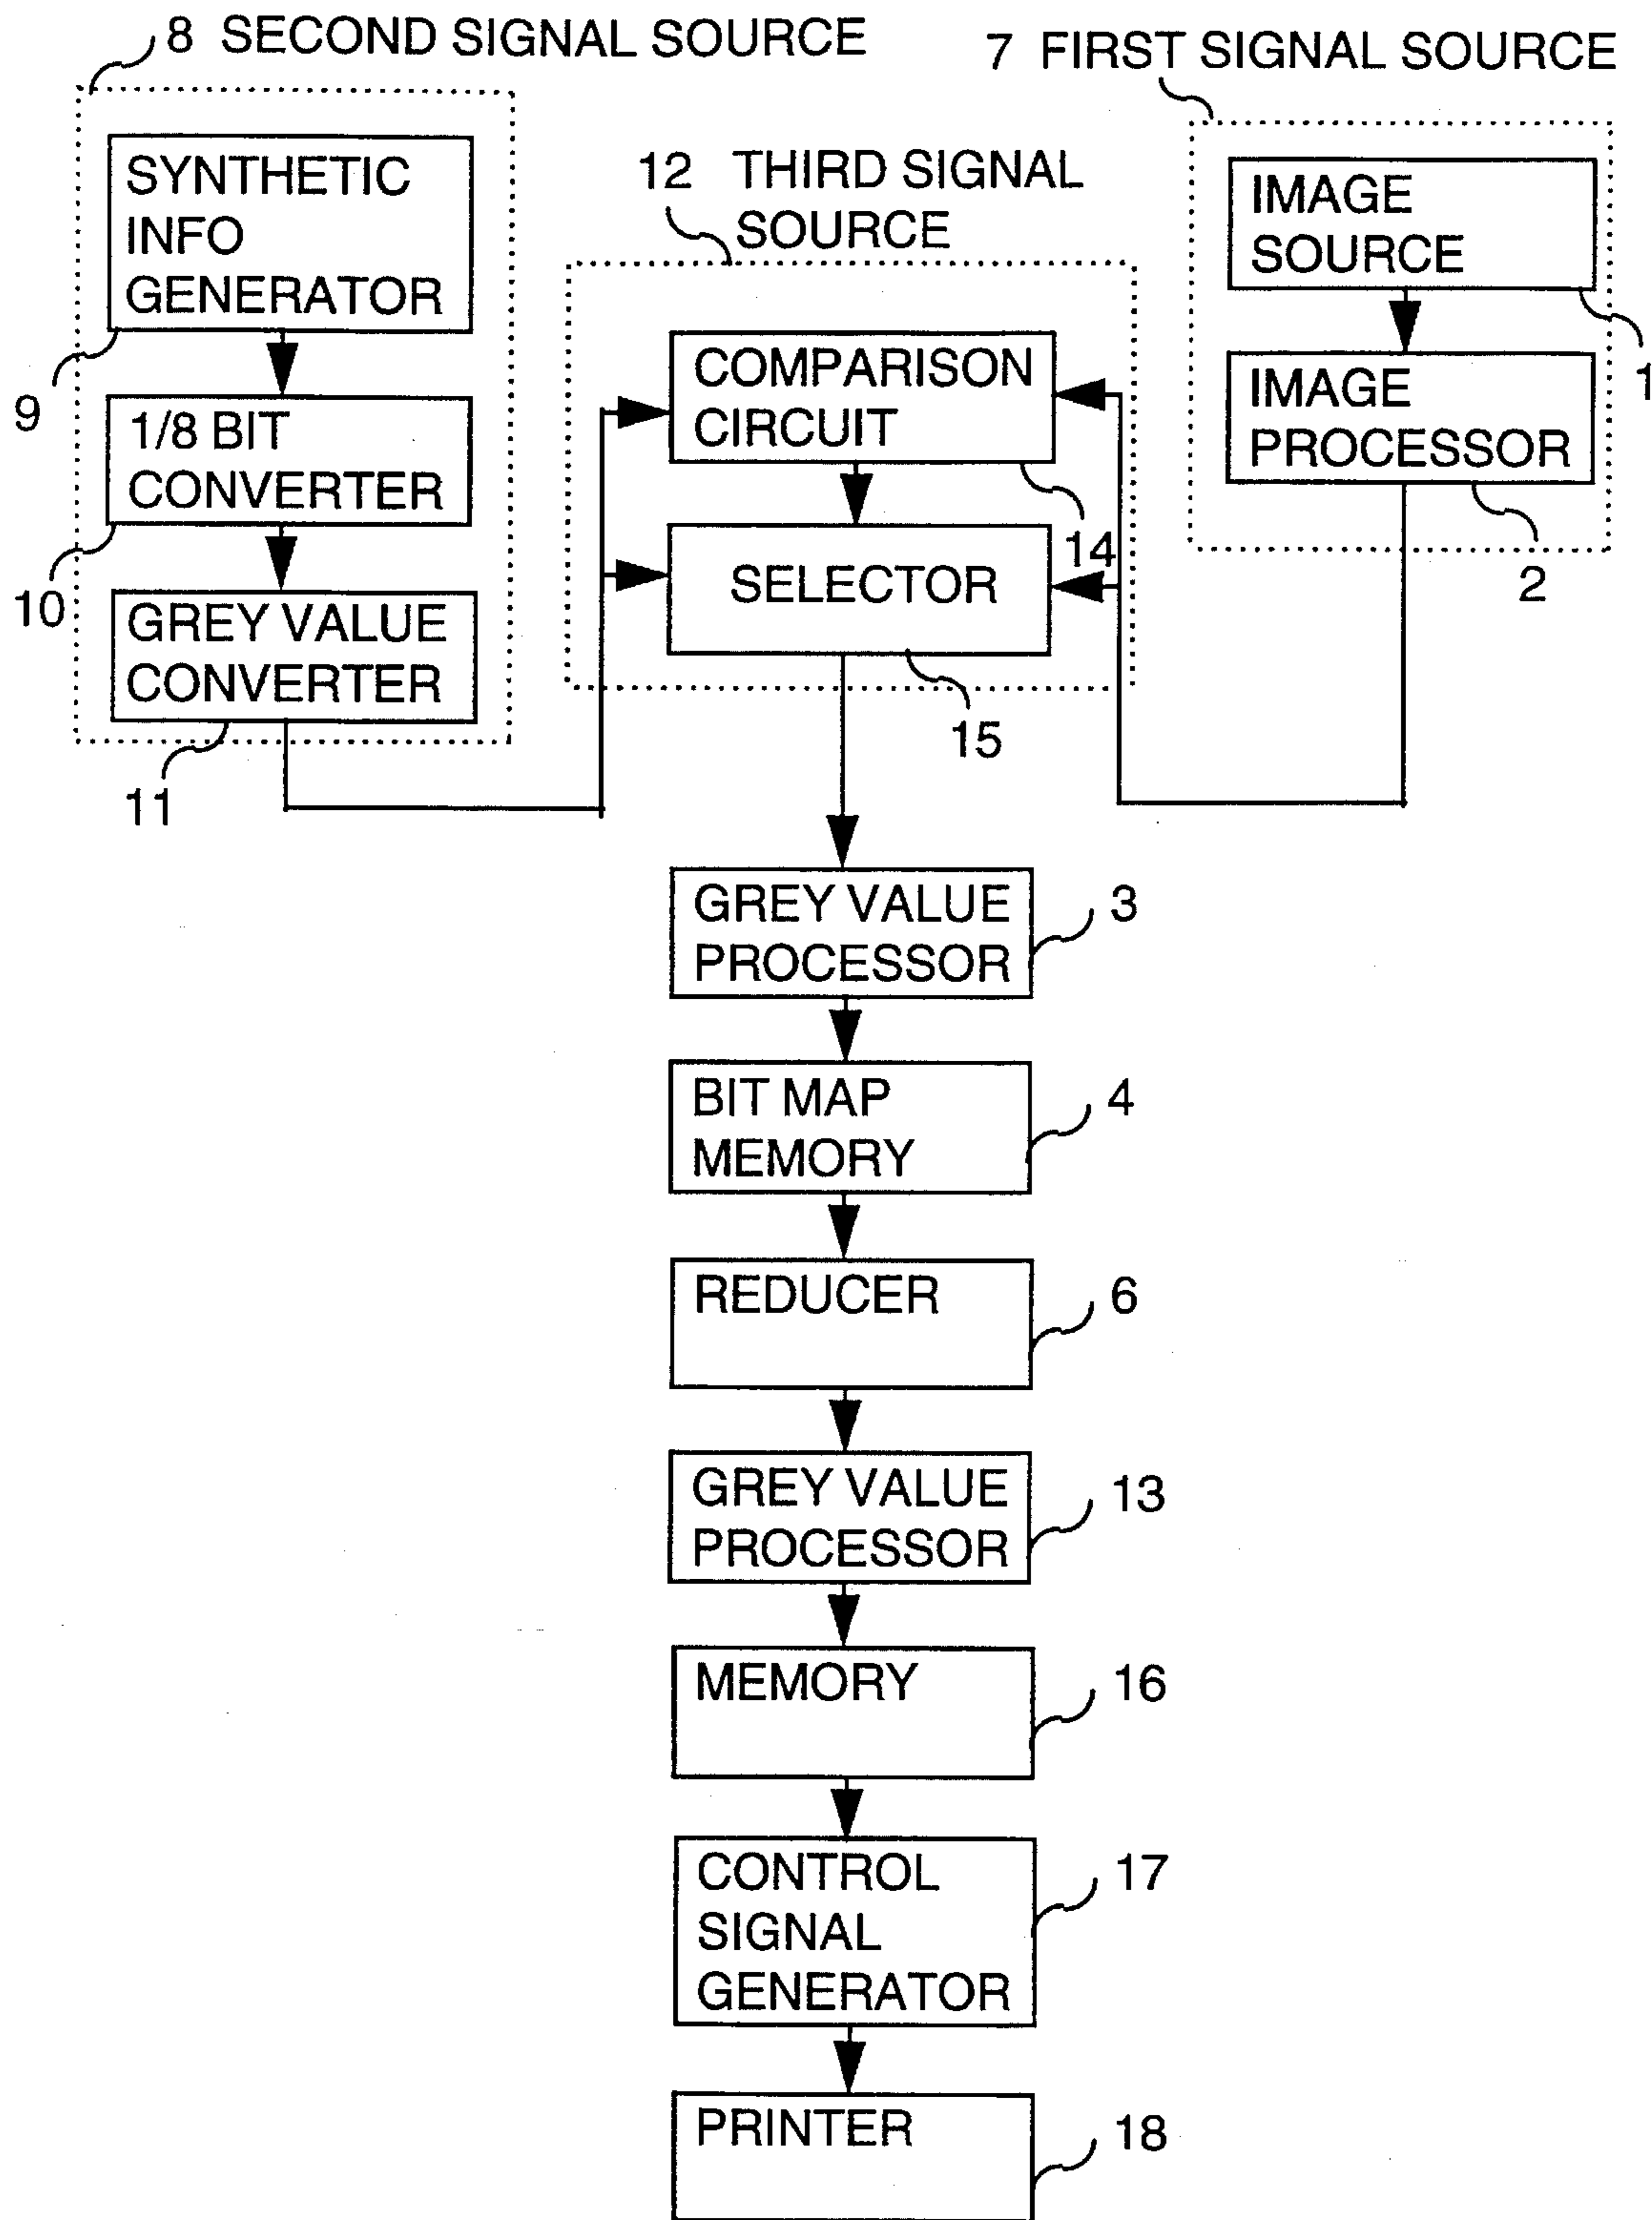 8 SECOND SIGNAL SOURCE
7 FIRST SIGNAL SOURCE
SYNTHETIC
INFO
GENERATOR
9
1/8 BIT
CONVERTER
10
GREY VALUE
CONVERTER
11
12 THIRD SIGNAL
SOURCE
COMPARISON
CIRCUIT
14
SELECTOR
15
IMAGE
SOURCE
1
IMAGE
PROCESSOR
2
GREY VALUE
PROCESSOR
3
BIT MAP
MEMORY
4
REDUCER
6
GREY VALUE
PROCESSOR
13
MEMORY
16
CONTROL
SIGNAL
GENERATOR
17
PRINTER
18